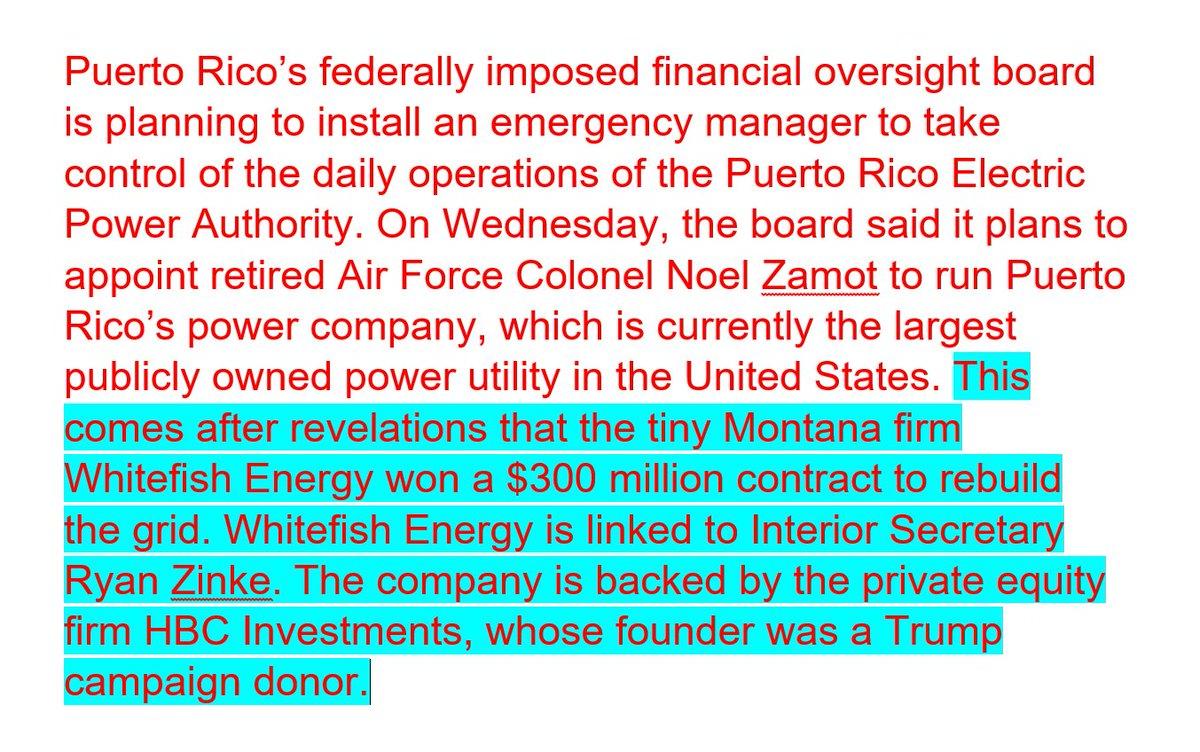 Puerto Rico’s federally imposed financial oversight board
is planning to install an emergency manager to take
control of the daily operations of the Puerto Rico Electric
Power Authority. On Wednesday, the board said it plans to
appoint retired Air Force Colonel Noel Zamot to run Puerto
Rico’s power company, which is currently the largest
publicly owned power utility in the United States. This
comes after revelations that the tiny Montana firm
Whitefish Energy won a $300 million contract to rebuild
the grid. Whitefish Energy is linked to Interior Secretary
Ryan Zinke. The company is backed by the private equity
firm HBC Investments, whose founder was a Trump
campaign donor.